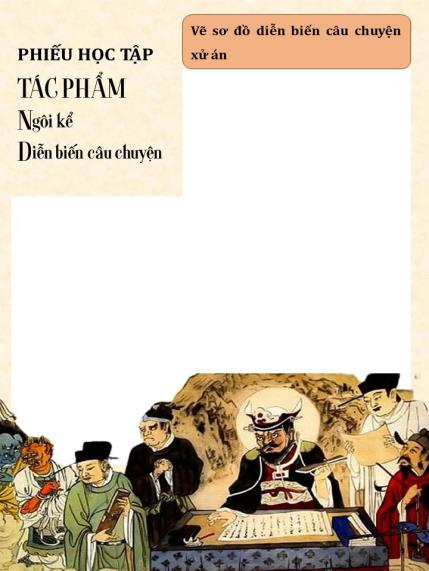 PHIẾU HỌC TẬP
TÁC PHẨM
Ngôi kể
Diễn biến câu chuyện
Vẽ sơ đồ diễn biến câu chuyện
xử án